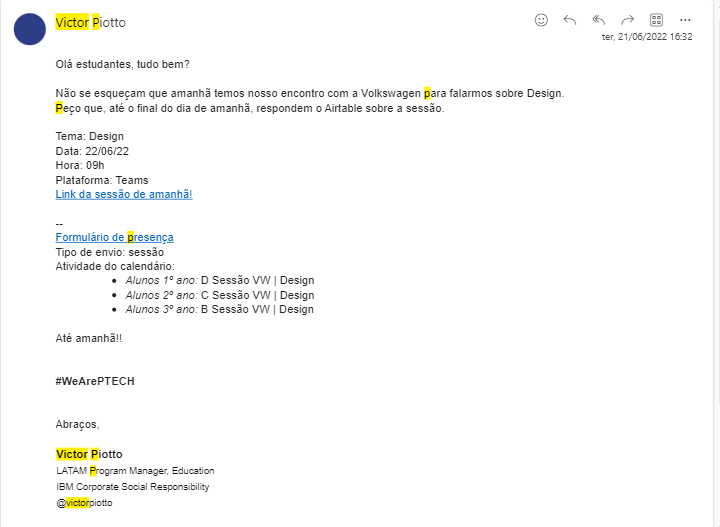 Victor Piotto
ter, 21/06/2022 16:32
Olá estudantes, tudo bem?
Não se esqueçam que amanhã temos nosso encontro com a Volkswagen para falarmos sobre Design.
Peço que, até o final do dia de amanhã, respondem o Airtable sobre a sessão.
Tema: Design
Data: 22/06/22
Hora: 09h
Plataforma: Teams
Link da sessão de amanhã!
--
Formulário de presença
Tipo de envio: sessão
Atividade do calendário:
• Alunos 1º ano: D Sessão VW | Design
• Alunos 2º ano: C Sessão VW | Design
• Alunos 3º ano: B Sessão VW | Design
Até amanhã!!
#WeArePTECH
Abraços,
Victor Piotto
LATAM Program Manager, Education
IBM Corporate Social Responsibility
@victorpiotto